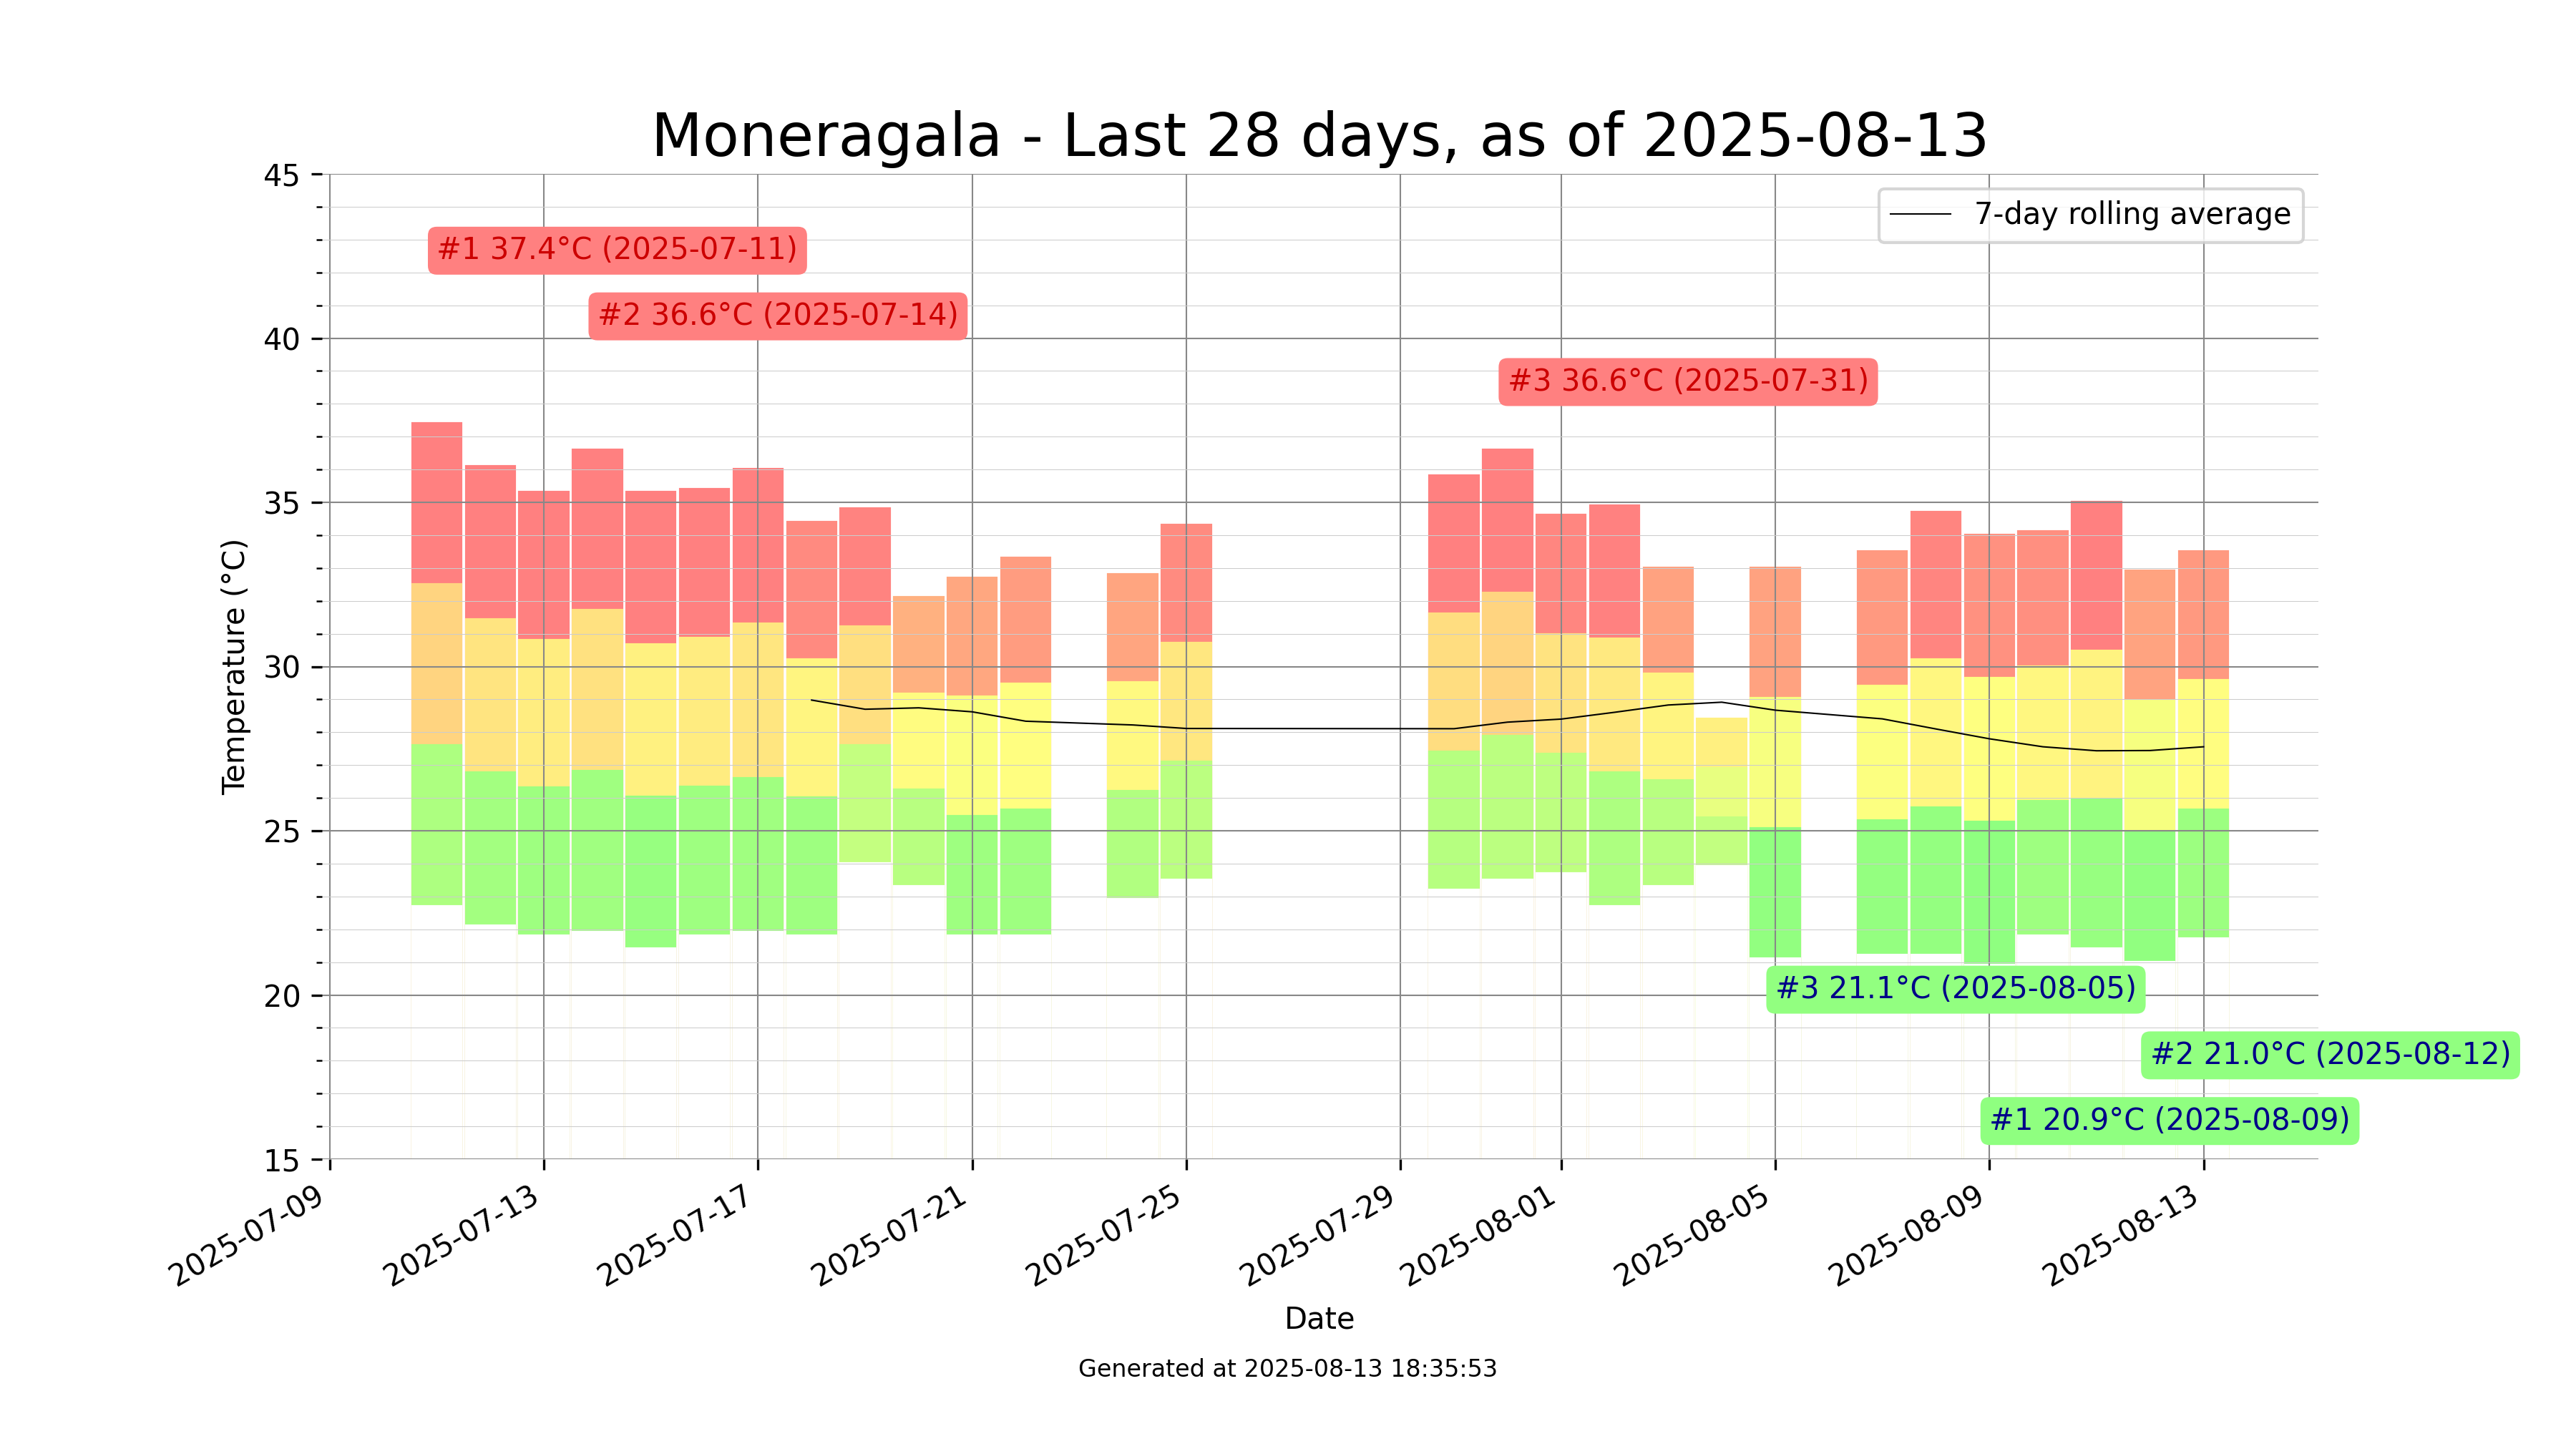 Moneragala - Last 28 days, as of 2025-08-13
45
7-day rolling average
#1 37.4°C (2025-07-11)
#2 36.6°C (2025-07-14)
40
#3 36.6°C (2025-07-31)
35
30
Temperature (°C)
25
20
#3 21.1°C (2025-08-05)
#2 21.0°C (2025-08-12)
#1 20.9°C (2025-08-09)
15
2025-07-09
2025-07-13
2025-07-17
2025-07-21
2025-07-25
2025-07-29
2025-08-01
2025-08-05
2025-08-09
2025-08-13
Date
Generated at 2025-08-13 18:35:53